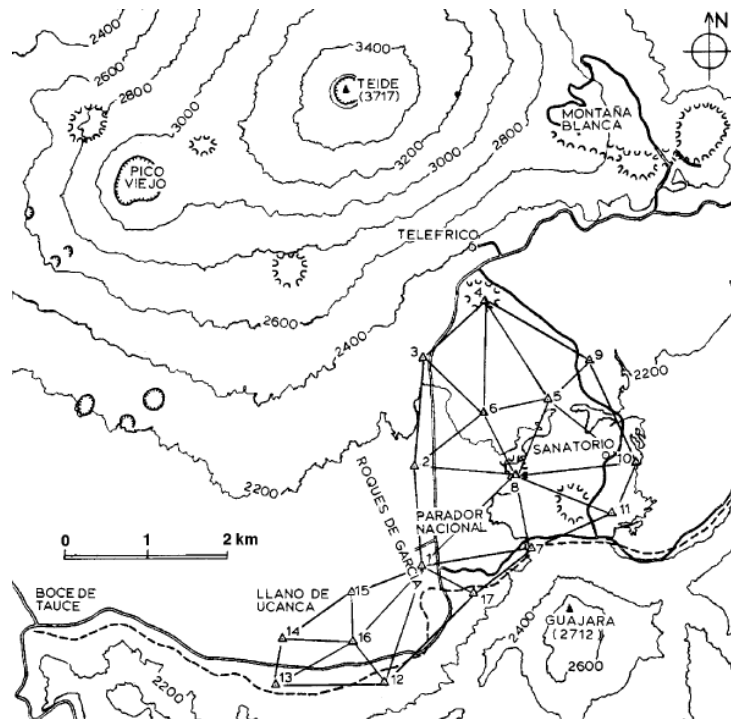 N
2400
2600
2800
3000
3400
TEIDE
(3717)
3200
3000
2800
MONTAÑA
BLANCA
PICO
VIEJO
TELEFRICO
2600
2400
2200
4
3
9
2200
5
6
SANATORIO
2
10
8
ROQUES DE GARCIA
PARADOR
NACIONAL
11
7
0 1 2 km
BOCE DE
TAUCE
LLANO DE
UCANCA
15
17
14
16
13
12
2200
2400
GUAJARA
(2712)
2600